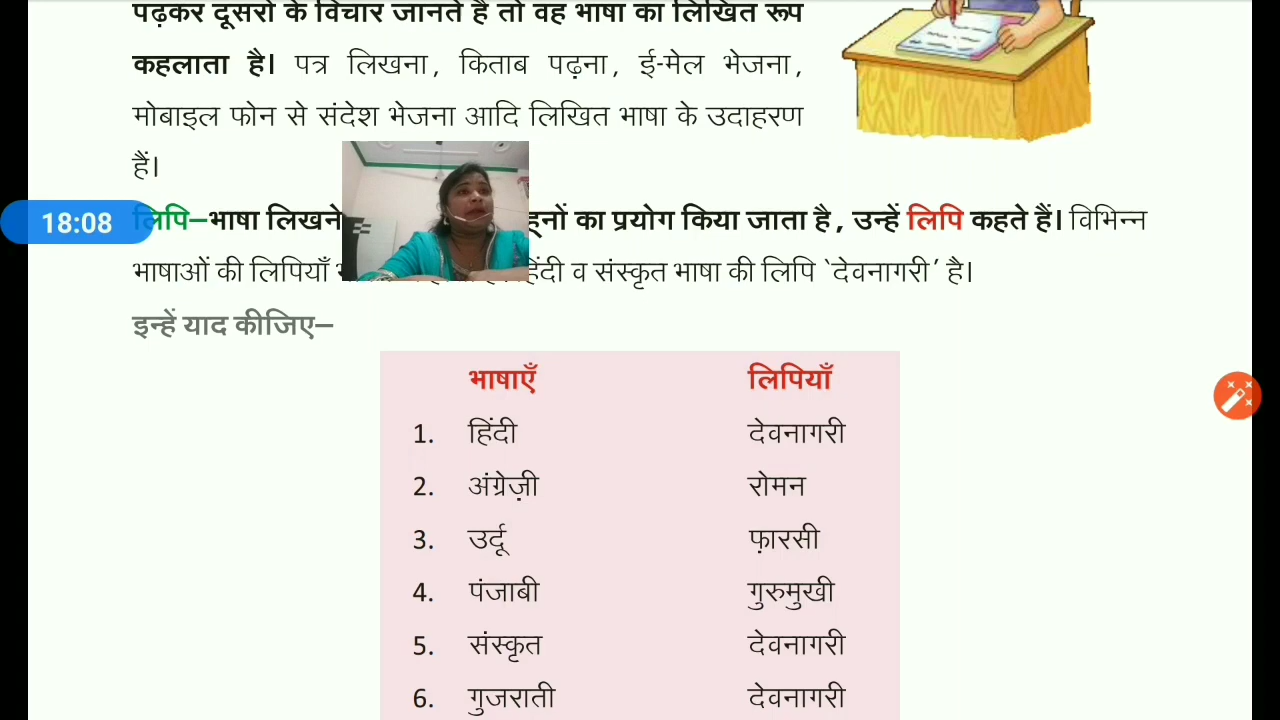 पढ़कर दूसरों के विचार जानते हैं तो वह भाषा का लिखित रूप
कहलाता है। पत्र लिखना, किताब पढ़ना, ई-मेल भेजना,
मोबाइल फोन से संदेश भेजना आदि लिखित भाषा के उदाहरण
हैं।
18:08
लिपि–भाषा लिखने का प्रयोग किया जाता है, उन्हें लिपि कहते हैं। विभिन्न
भाषाओं की लिपियाँ हिंदी व संस्कृत भाषा की लिपि ‘देवनागरी’ है।
इन्हें याद कीजिए–
भाषाएँ लिपियाँ
1. हिंदी देवनागरी
2. अंग्रेज़ी रोमन
3. उर्दू फ़ारसी
4. पंजाबी गुरुमुखी
5. संस्कृत देवनागरी
6. गुजराती देवनागरी